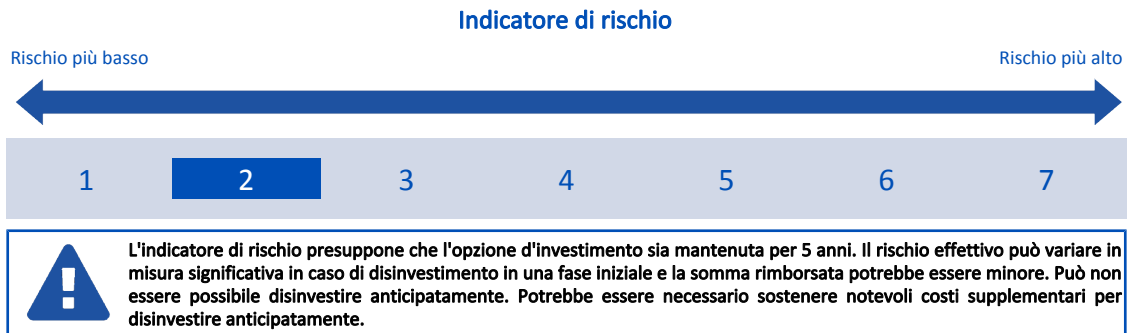 Indicatore di rischio
Rischio più basso
Rischio più alto
1 2 3 4 5 6 7
L'indicatore di rischio presuppone che l'opzione d'investimento sia mantenuta per 5 anni. Il rischio effettivo può variare in
misura significativa in caso di disinvestimento in una fase iniziale e la somma rimborsata potrebbe essere minore. Può non
essere possibile disinvestire anticipatamente. Potrebbe essere necessario sostenere notevoli costi supplementari per
disinvestire anticipatamente.